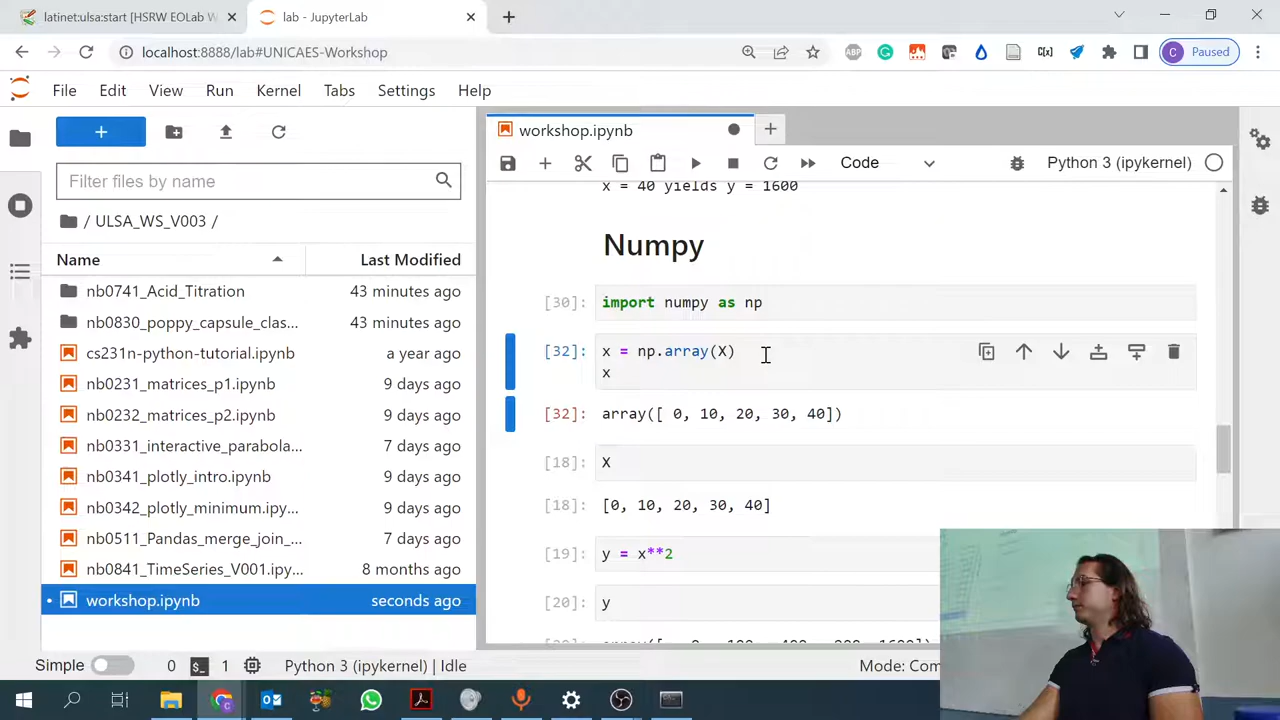 latinet:ulsa:start [HSRW EOLab W
lab - JupyterLab
localhost:8888/lab#UNICAES-Workshop
ABP
C[x]
C Paused
File Edit View Run Kernel Tabs Settings Help
workshop.ipynb
Code
Python 3 (ipykernel)
Filter files by name
/ ULSA_WS_V003 /
Name Last Modified
nb0741_Acid_Titration 43 minutes ago
nb0830_poppy_capsule_clas... 43 minutes ago
cs231n-python-tutorial.ipynb a year ago
nb0231_matrices_p1.ipynb 9 days ago
nb0232_matrices_p2.ipynb 9 days ago
nb0331_interactive_parabola... 7 days ago
nb0341_plotly_intro.ipynb 9 days ago
nb0342_plotly_minimum.ipy... 9 days ago
nb0511_Pandas_merge_join_... 7 days ago
nb0841_TimeSeries_V001.ipy... 8 months ago
workshop.ipynb seconds ago
x = 40 yields y = 1600
Numpy
[30]: import numpy as np
[32]: x = np.array(X)
x
[32]: array([ 0, 10, 20, 30, 40])
[18]: X
[18]: [0, 10, 20, 30, 40]
[19]: y = x**2
[20]: y
Simple 0 $_ 1 Python 3 (ipykernel) | Idle
Mode: Com